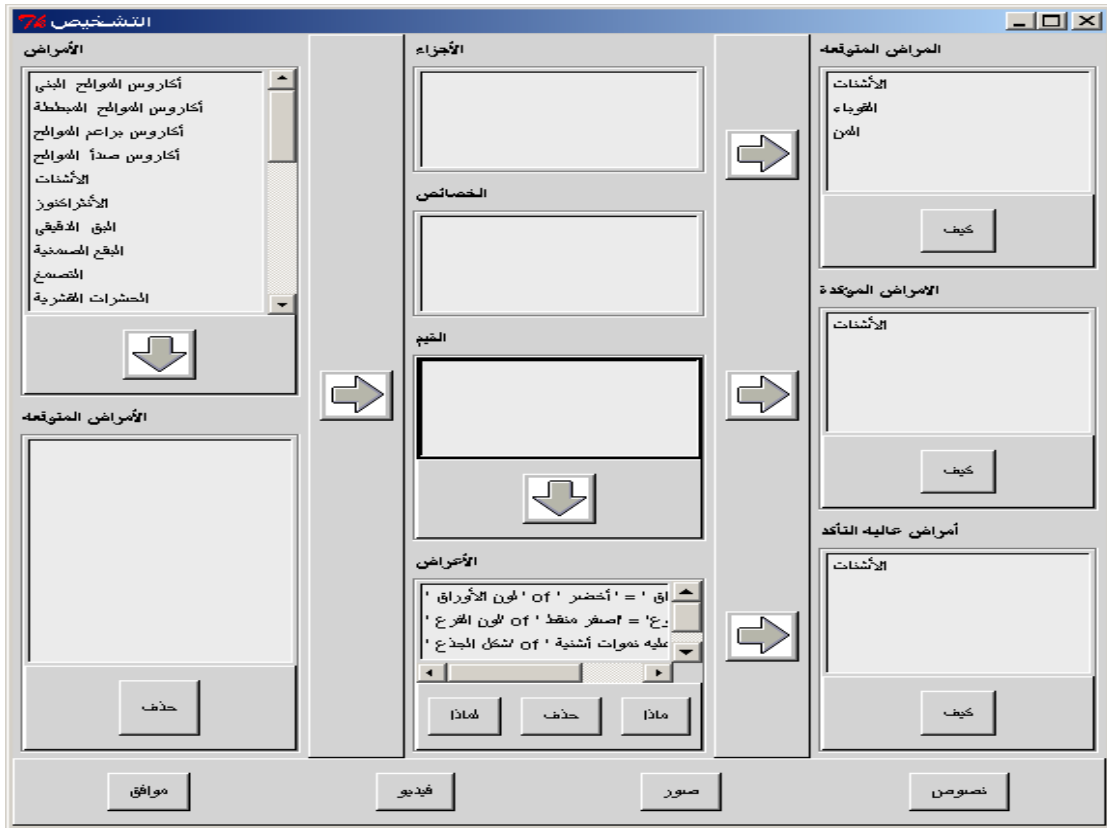 التشخيص
الأمراض
أكاروس الموالح البنى
أكاروس الموالح المبططة
أكاروس براعم الموالح
أكاروس صدأ الموالح
الأشنات
الأنثراكنوز
البق الدقيقى
البقع الصمغية
التصمغ
الحشرات القشرية
الأمراض المتوقعه
حذف
الأجزاء
الخصائص
القيم
الأعراض
اق ' = ' أخضر ' of ' لون الأوراق '
رع' = 'اصفر منقط ' of 'لون الفرع '
عليه نموات أشنية ' of 'شكل الجذع '
لماذا
حذف
ماذا
المراض المتوقعه
الأشنات
القوباء
المن
كيف
الامراض المؤكدة
الأشنات
كيف
أمراض عاليه التأكد
الأشنات
كيف
موافق
فيديو
صور
نصوص